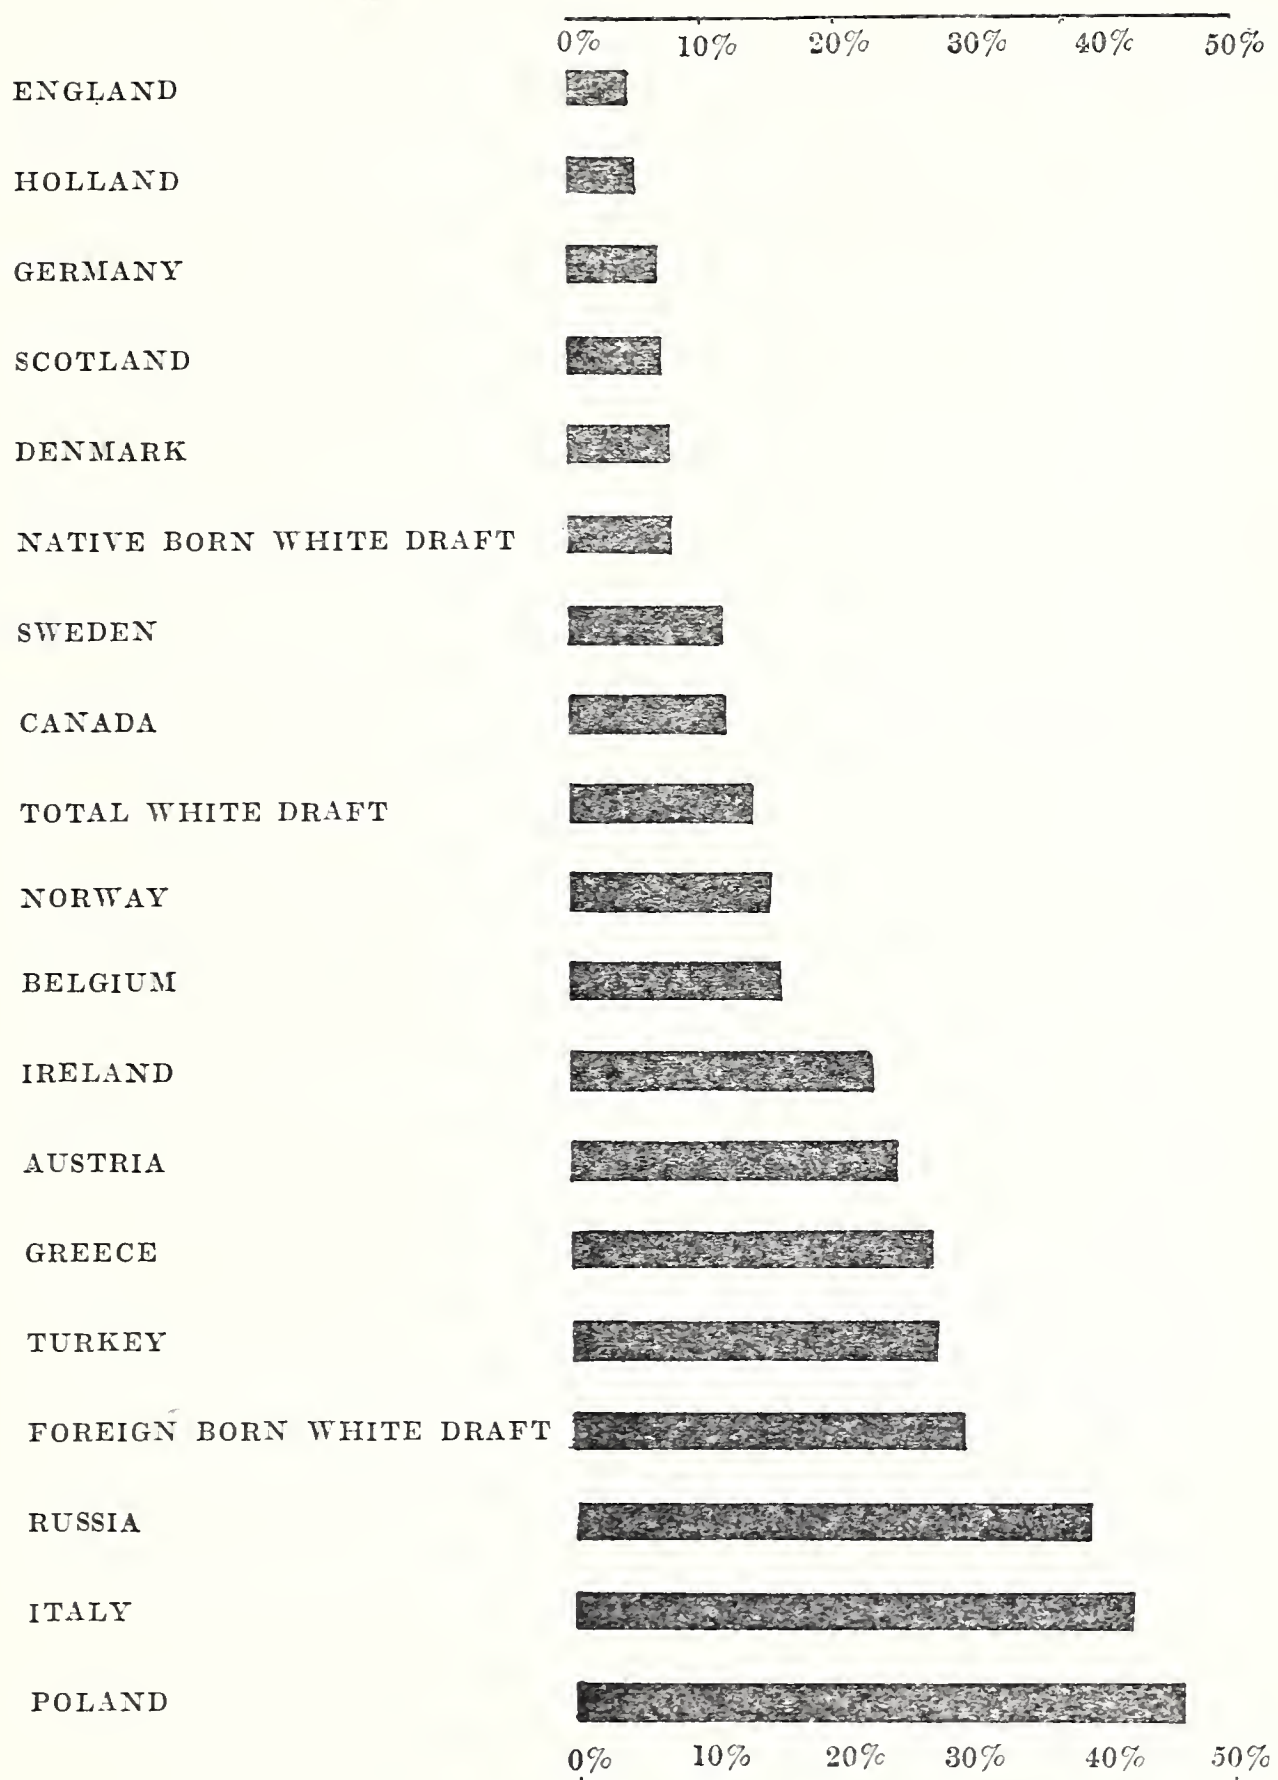 0% 10% 20% 30% 40% 50%
ENGLAND
HOLLAND
GERMANY
SCOTLAND
DENMARK
NATIVE BORN WHITE DRAFT
SWEDEN
CANADA
TOTAL WHITE DRAFT
NORWAY
BELGIUM
IRELAND
AUSTRIA
GREECE
TURKEY
FOREIGN BORN WHITE DRAFT
RUSSIA
ITALY
POLAND
0% 10% 20% 30% 40% 50%